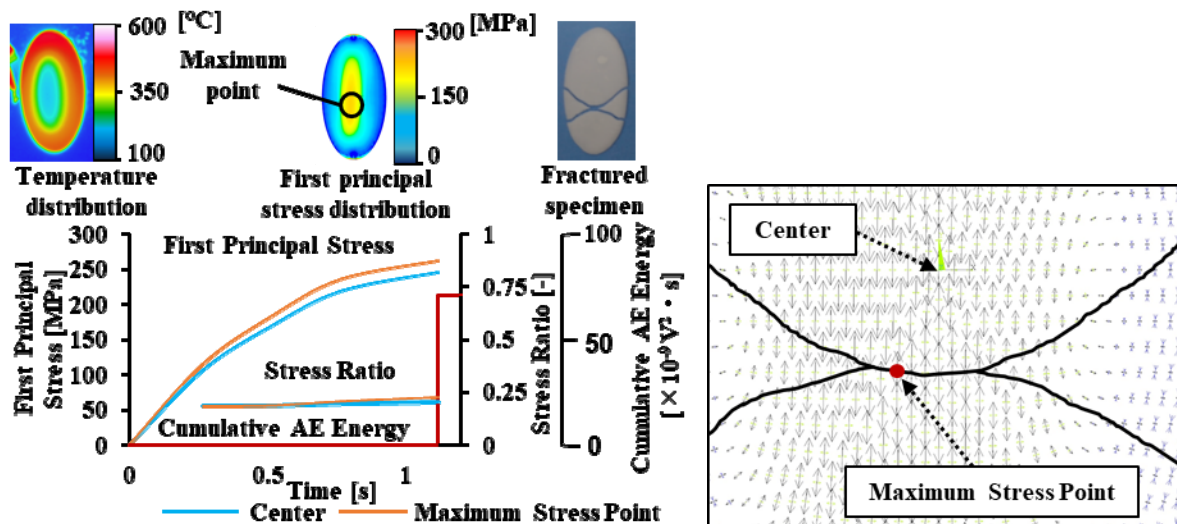 [°C]
600
350
100
Temperature
distribution
Maximum
point
[MPa]
300
150
0
First principal
stress distribution
Fractured
specimen
First Principal
Stress [MPa]
300
250
200
150
100
50
0
First Principal Stress
Stress Ratio
Cumulative AE Energy
0
0.5
1
Time [s]
Center
Maximum Stress Point
1
0.75
0.5
0.25
0
Stress Ratio [-]
100
50
0
Cumulative AE Energy
[×10⁻⁹ V²・s]
Center
Maximum Stress Point